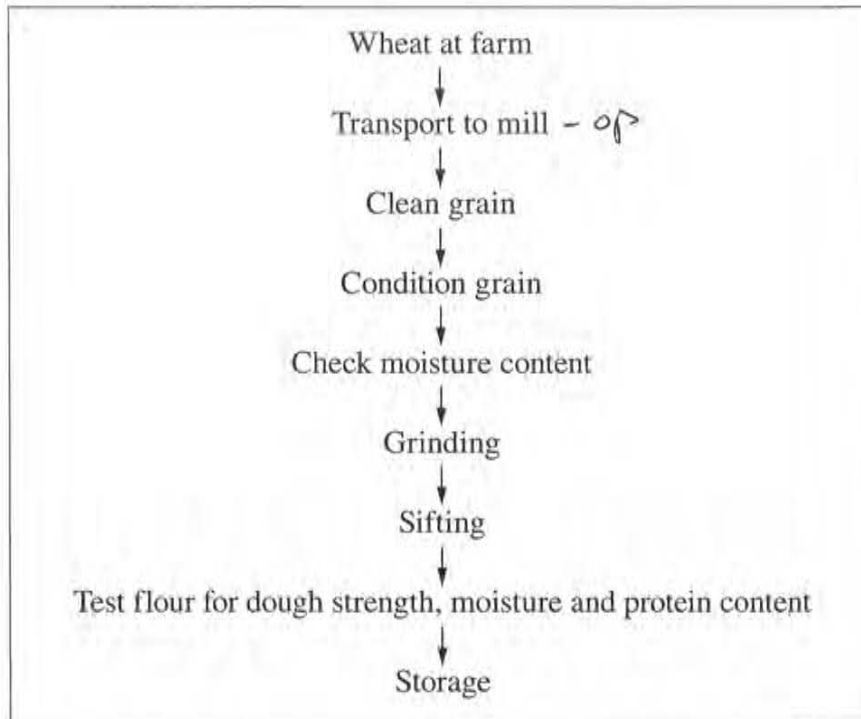 Wheat at farm
Transport to mill – op
Clean grain
Condition grain
Check moisture content
Grinding
Sifting
Test flour for dough strength, moisture and protein content
Storage